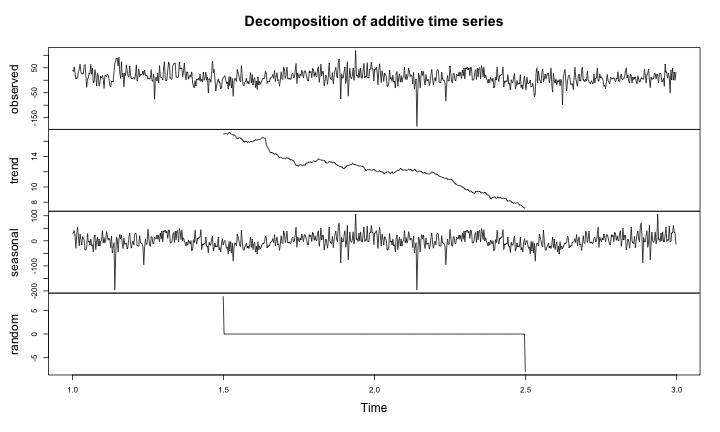 Decomposition of additive time series
observed
50
-50
-150
trend
14
10
8
seasonal
100
0
-100
-200
random
5
0
-5
1.0 1.5 2.0 2.5 3.0
Time